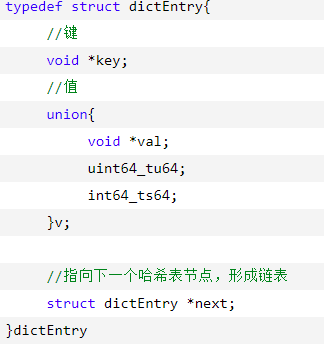 typedef struct dictEntry{
//键
void *key;
//值
union{
void *val;
uint64_tu64;
int64_ts64;
}v;
//指向下一个哈希表节点，形成链表
struct dictEntry *next;
}dictEntry